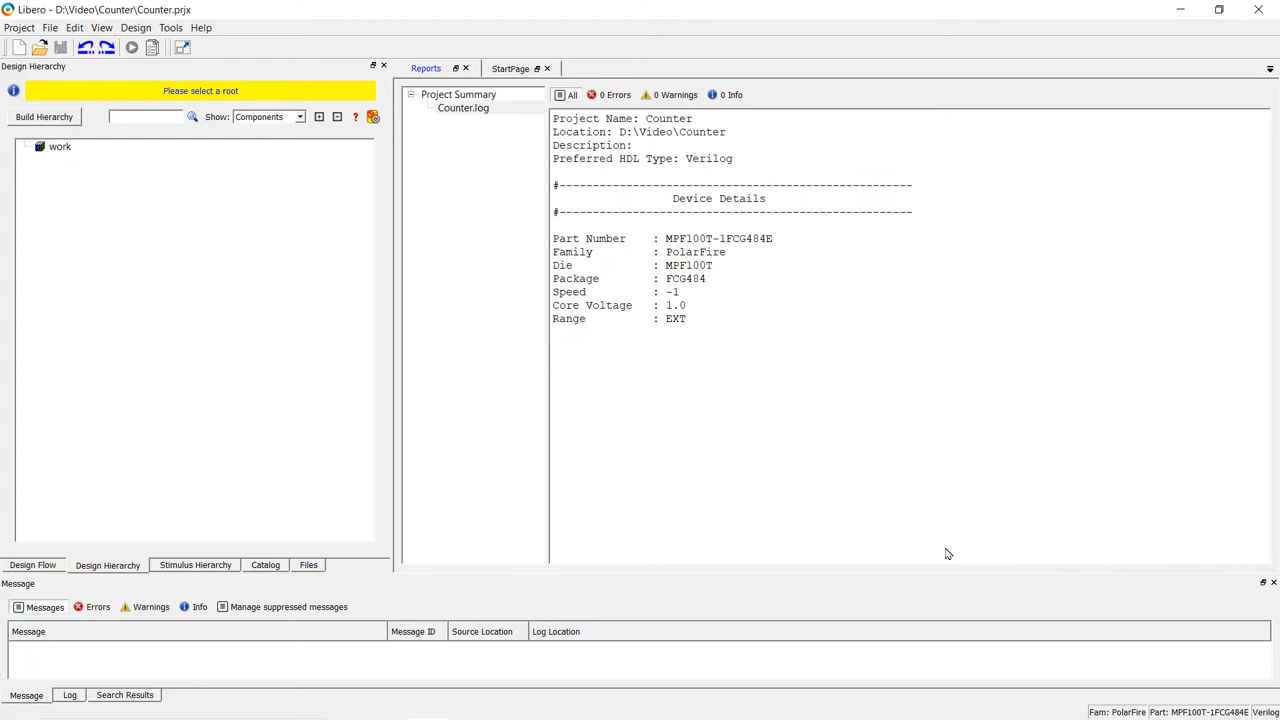 Libero - D:\Video\Counter\Counter.prjx
Project File Edit View Design Tools Help
Design Hierarchy
Reports
StartPage
Please select a root
Build Hierarchy
Show: Components
?
work
Project Summary
Counter.log
All 0 Errors 0 Warnings 0 Info
Project Name: Counter
Location: D:\Video\Counter
Description:
Preferred HDL Type: Verilog
#-----------------------------------------------------
Device Details
#-----------------------------------------------------
Part Number : MPF100T-1FCG484E
Family : PolarFire
Die : MPF100T
Package : FCG484
Speed : -1
Core Voltage : 1.0
Range : EXT
Design Flow Design Hierarchy Stimulus Hierarchy Catalog Files
Message
Messages Errors Warnings Info Manage suppressed messages
Message Message ID Source Location Log Location
Message Log Search Results
Fam: PolarFire Part: MPF100T-1FCG484E Verilog